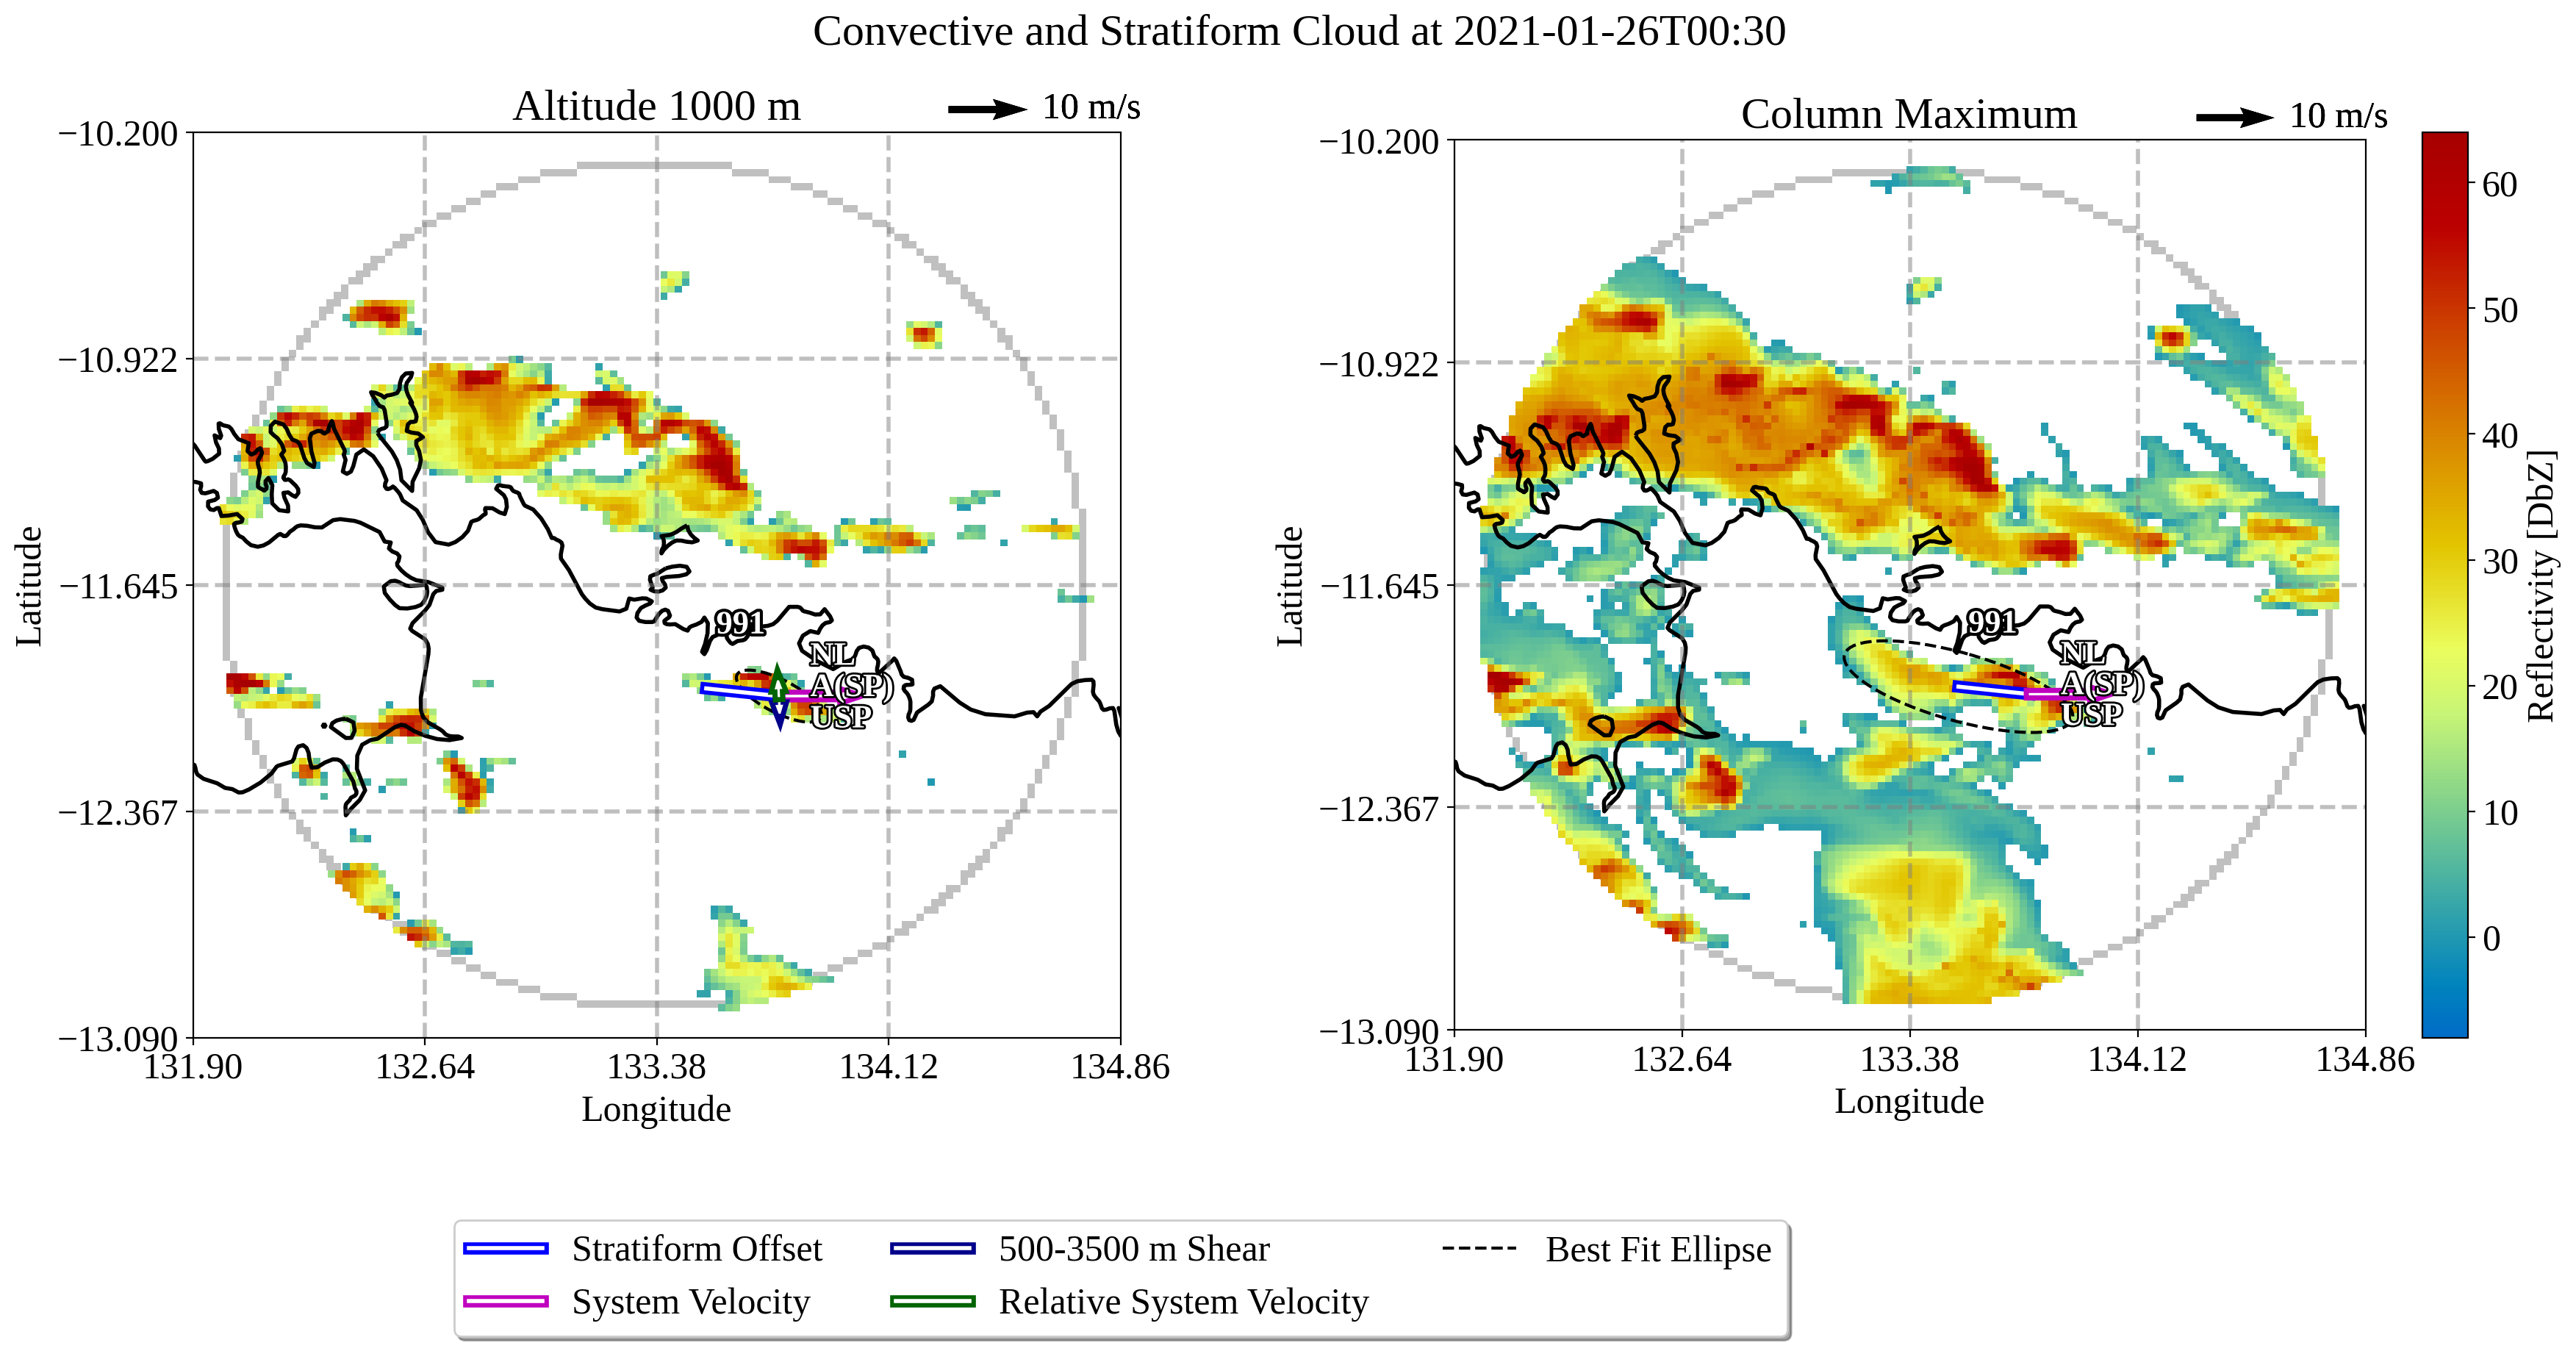 Convective and Stratiform Cloud at 2021-01-26T00:30
Altitude 1000 m
10 m/s
Column Maximum
10 m/s
−10.200
−10.922
−11.645
−12.367
−13.090
Latitude
131.90
132.64
133.38
134.12
134.86
Longitude
991
NL
A(SP)
USP
−10.200
−10.922
−11.645
−12.367
−13.090
Latitude
131.90
132.64
133.38
134.12
134.86
Longitude
991
NL
A(SP)
USP
60
50
40
30
20
10
0
Reflectivity [DbZ]
Stratiform Offset
System Velocity
500-3500 m Shear
Relative System Velocity
Best Fit Ellipse